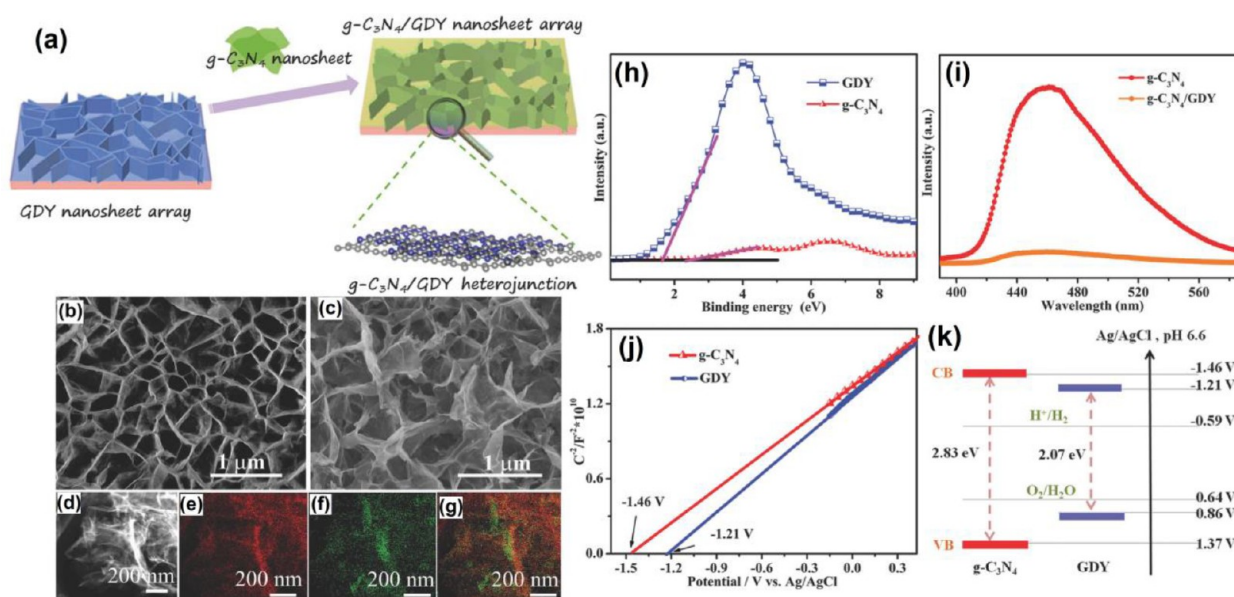 (a)
g-C₃N₄ nanosheet
g-C₃N₄/GDY nanosheet array
GDY nanosheet array
g-C₃N₄/GDY heterojunction
(b)
1 μm
(c)
1 μm
(d)
200 nm
(e)
200 nm
(f)
200 nm
(g)
200 nm
(h)
GDY
g-C₃N₄
Intensity (a.u.)
2 4 6 8
Binding energy (eV)
(i)
g-C₃N₄
g-C₃N₄/GDY
Intensity (a.u.)
400 440 480 520 560
Wavelength (nm)
(j)
g-C₃N₄
GDY
C⁻²/F⁻²*10¹⁰
1.8
1.2
0.6
0.0
-1.46 V
-1.21 V
-1.5 -1.2 -0.9 -0.6 -0.3 0.0 0.3
Potential / V vs. Ag/AgCl
(k)
Ag/AgCl , pH 6.6
CB
-1.46 V
-1.21 V
H⁺/H₂
-0.59 V
2.83 eV
2.07 eV
O₂/H₂O
0.64 V
0.86 V
VB
1.37 V
g-C₃N₄
GDY